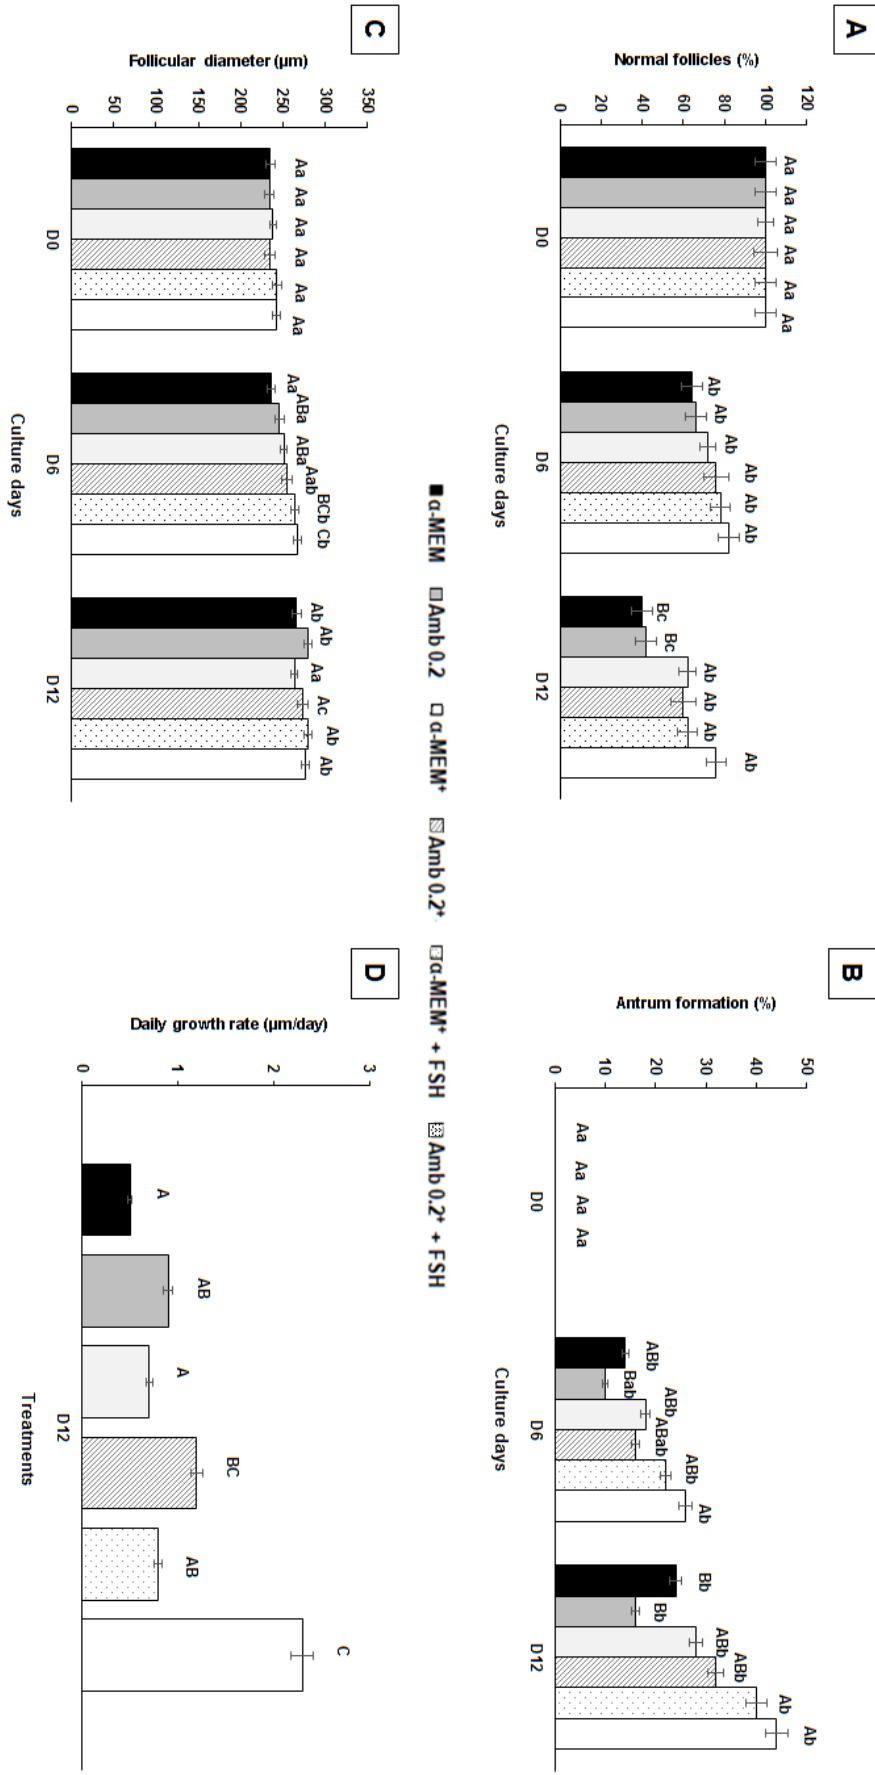 A
Normal follicles (%)
120
100
80
60
40
20
0
Aa Aa Aa Aa Aa Aa
Ab Ab Ab Ab Ab Ab
Bc Bc Ab Ab Ab Ab
D0 D6 D12
Culture days
B
Antrum formation (%)
50
40
30
20
10
0
Aa Aa Aa Aa
ABb Bab ABb ABab ABb Ab
Bb Bb ABb ABb Ab Ab
D0 D6 D12
Culture days
α-MEM Amb 0.2 α-MEM⁺ Amb 0.2⁺ α-MEM⁺ + FSH Amb 0.2⁺ + FSH
C
Follicular diameter (µm)
350
300
250
200
150
100
50
0
Aa Aa Aa Aa Aa Aa
Aa ABa ABa Aab BCb Cb
Ab Ab Aa Ac Ab Ab
D0 D6 D12
Culture days
D
Daily growth rate (µm/day)
3
2
1
0
A AB A BC AB C
D12
Treatments